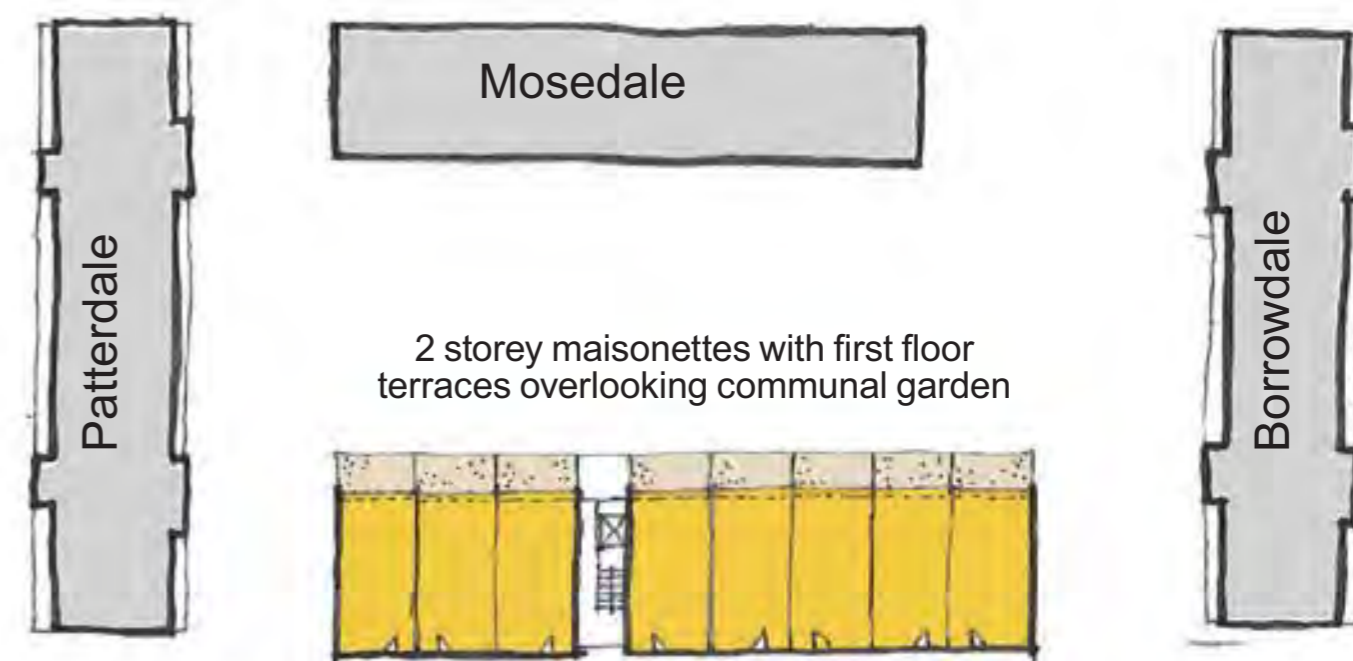 Mosedale
Patterdale
Borrowdale
2 storey maisonettes with first floor
terraces overlooking communal garden